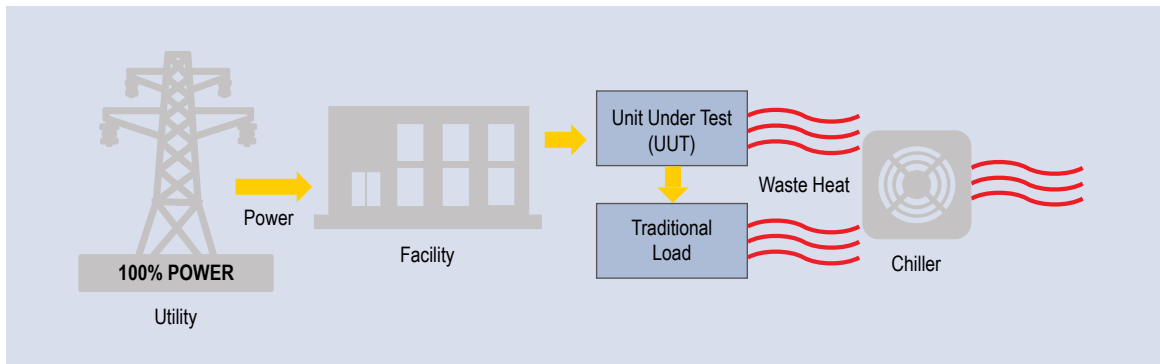 100% POWER
Utility
Power
Facility
Unit Under Test
(UUT)
Traditional
Load
Waste Heat
Chiller